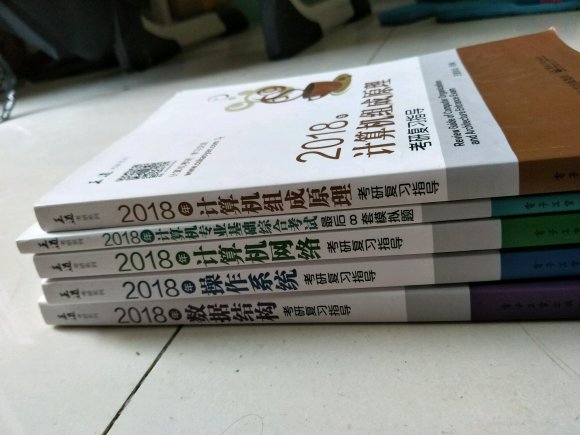 2018年
计算机组成原理
考研复习指导
Review Guide of Computer Organization
and Architecture Entrance Exam
王道论坛
2018年 计算机组成原理 考研复习指导
2018年 计算机专业基础综合考试 最后8套模拟题
2018年 计算机网络 考研复习指导
2018年 操作系统 考研复习指导
2018年 数据结构 考研复习指导